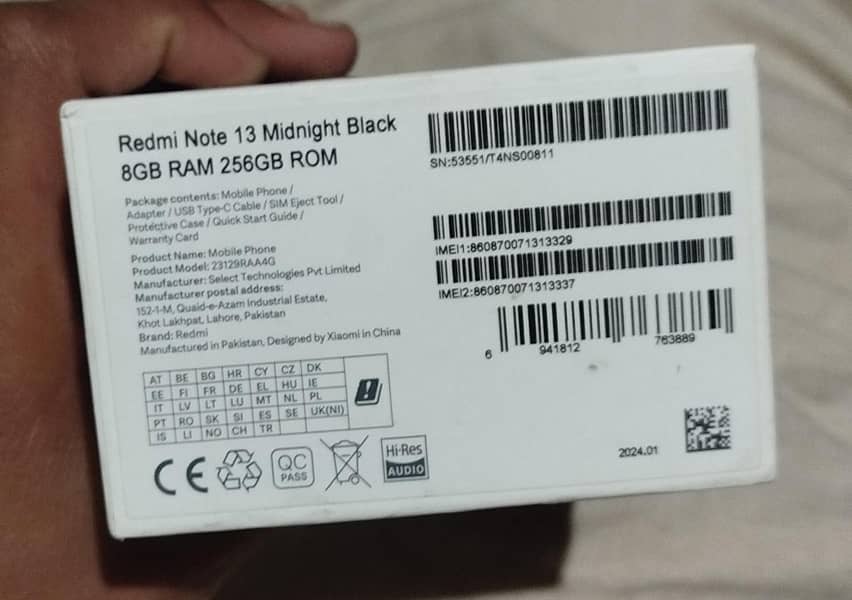 Redmi Note 13 Midnight Black
8GB RAM 256GB ROM
Package contents: Mobile Phone /
Adapter / USB Type-C Cable / SIM Eject Tool /
Protective Case / Quick Start Guide /
Warranty Card
Product Name: Mobile Phone
Product Model: 23129RAA4G
Manufacturer: Select Technologies Pvt Limited
Manufacturer postal address:
152-1-M, Quaid-e-Azam Industrial Estate,
Khot Lakhpat, Lahore, Pakistan
Brand: Redmi
Manufactured in Pakistan, Designed by Xiaomi in China
AT BE BG HR CY CZ DK
EE FI FR DE EL HU IE
IT LV LT LU MT NL PL
PT RO SK SI ES SE UK(NI)
IS LI NO CH TR
CE
QC
PASS
Hi-Res
AUDIO
SN:53551/T4NS00811
IMEI1:860870071313329
IMEI2:860870071313337
6 941812 763889
2024.01